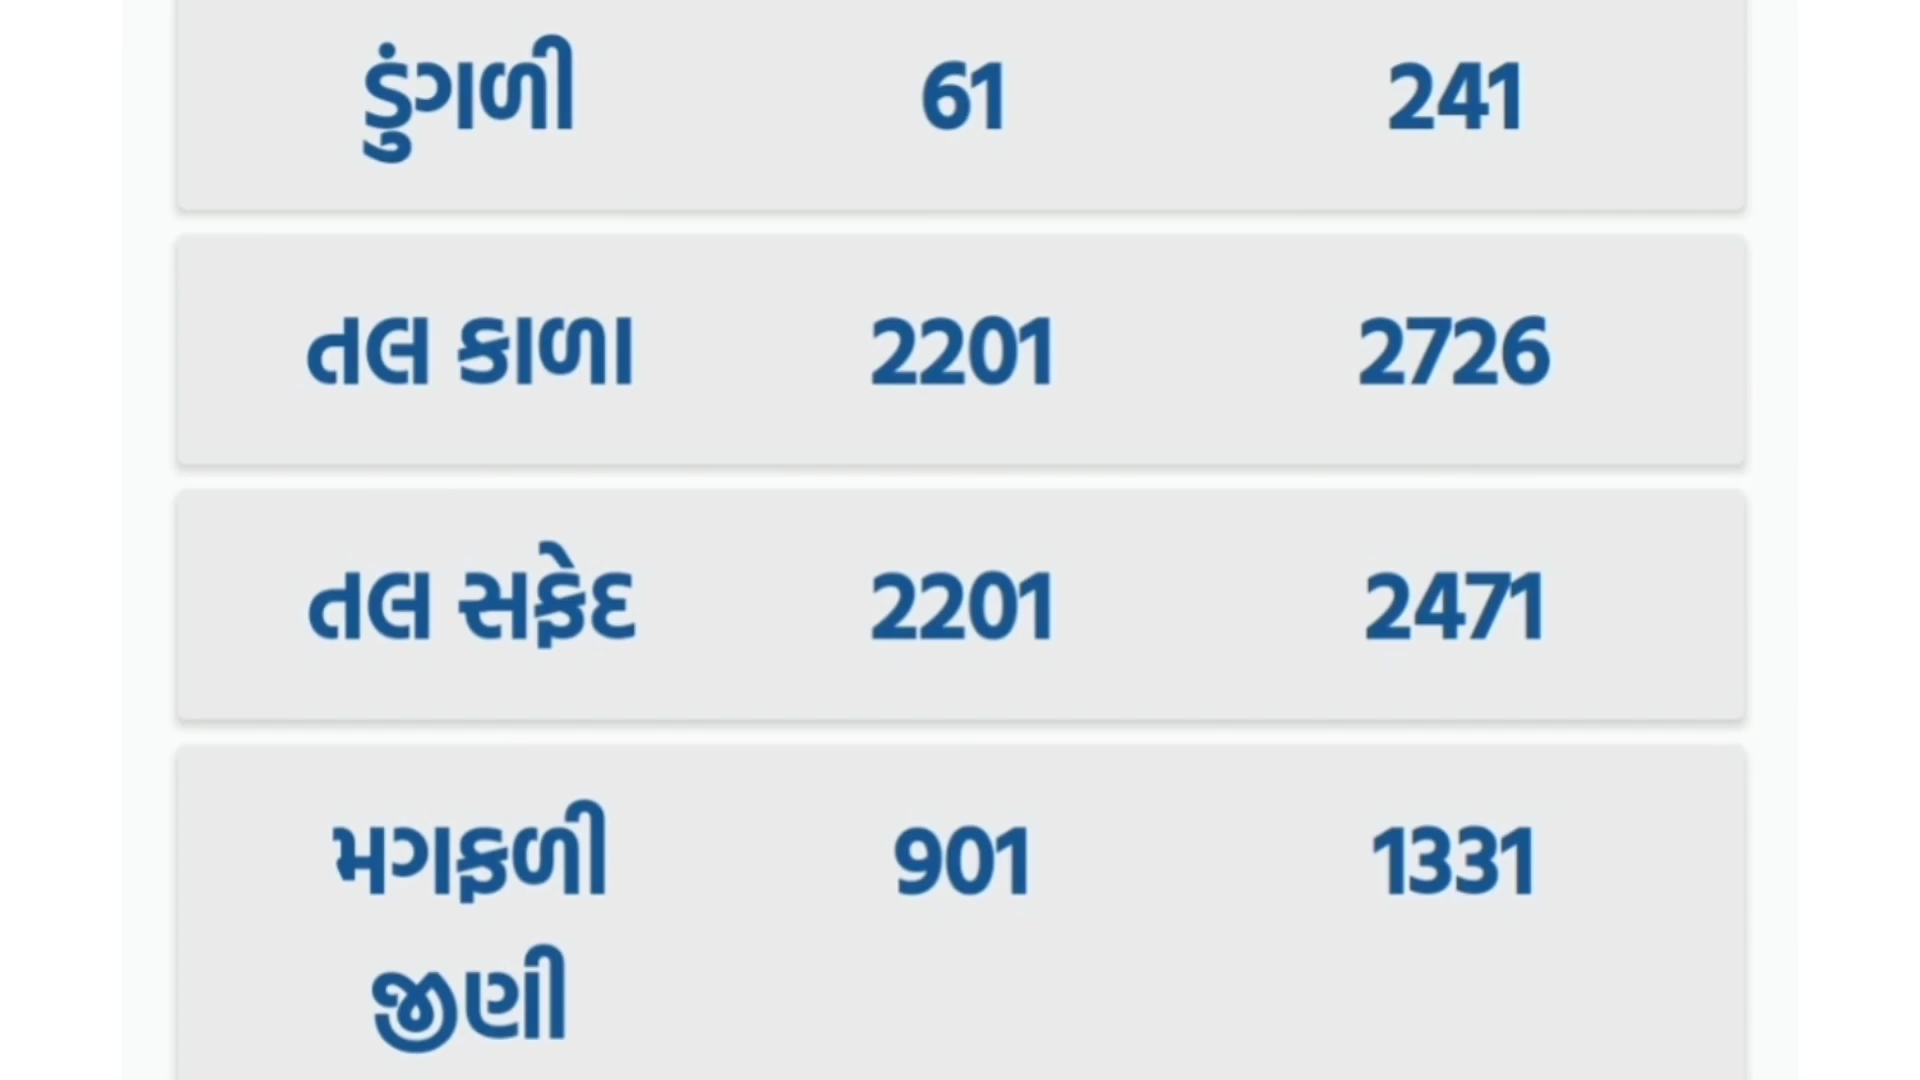 ડુંગળી 61 241
તલ કાળા 2201 2726
તલ સફેદ 2201 2471
મગફળી 901 1331
જીણી